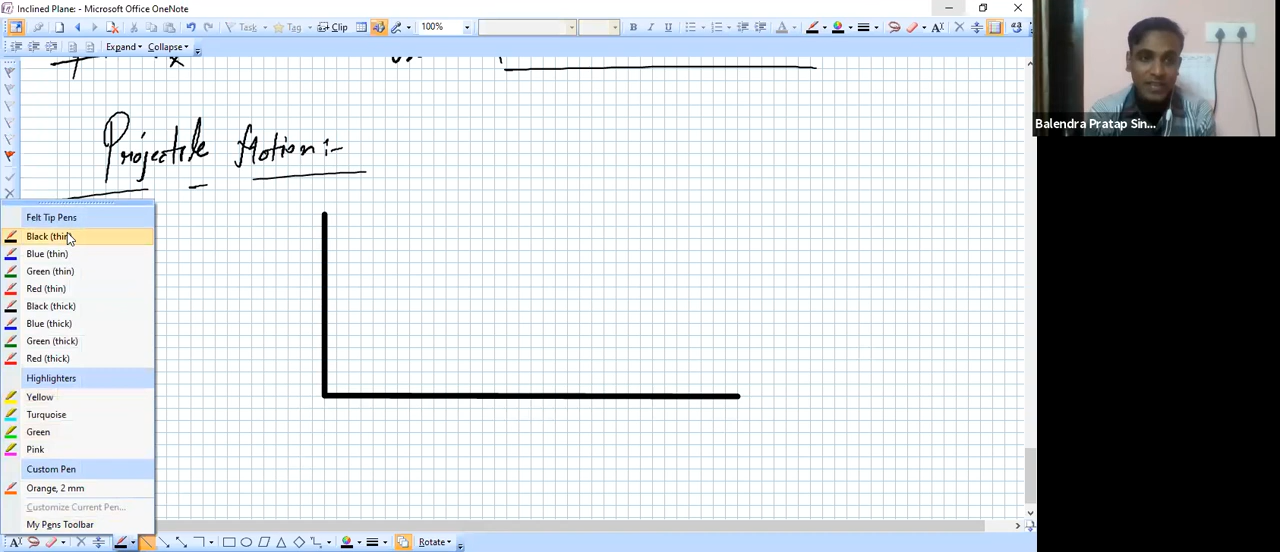 Inclined Plane: - Microsoft Office OneNote
Task Clip 100% B I U Tag
Expand Collapse
Balendra Pratap Sin...
Projectile Motion :-
Felt Tip Pens
Black (thin)
Blue (thin)
Green (thin)
Red (thin)
Black (thick)
Blue (thick)
Green (thick)
Red (thick)
Highlighters
Yellow
Turquoise
Green
Pink
Custom Pen
Orange, 2 mm
Customize Current Pen...
My Pens Toolbar
Rotate